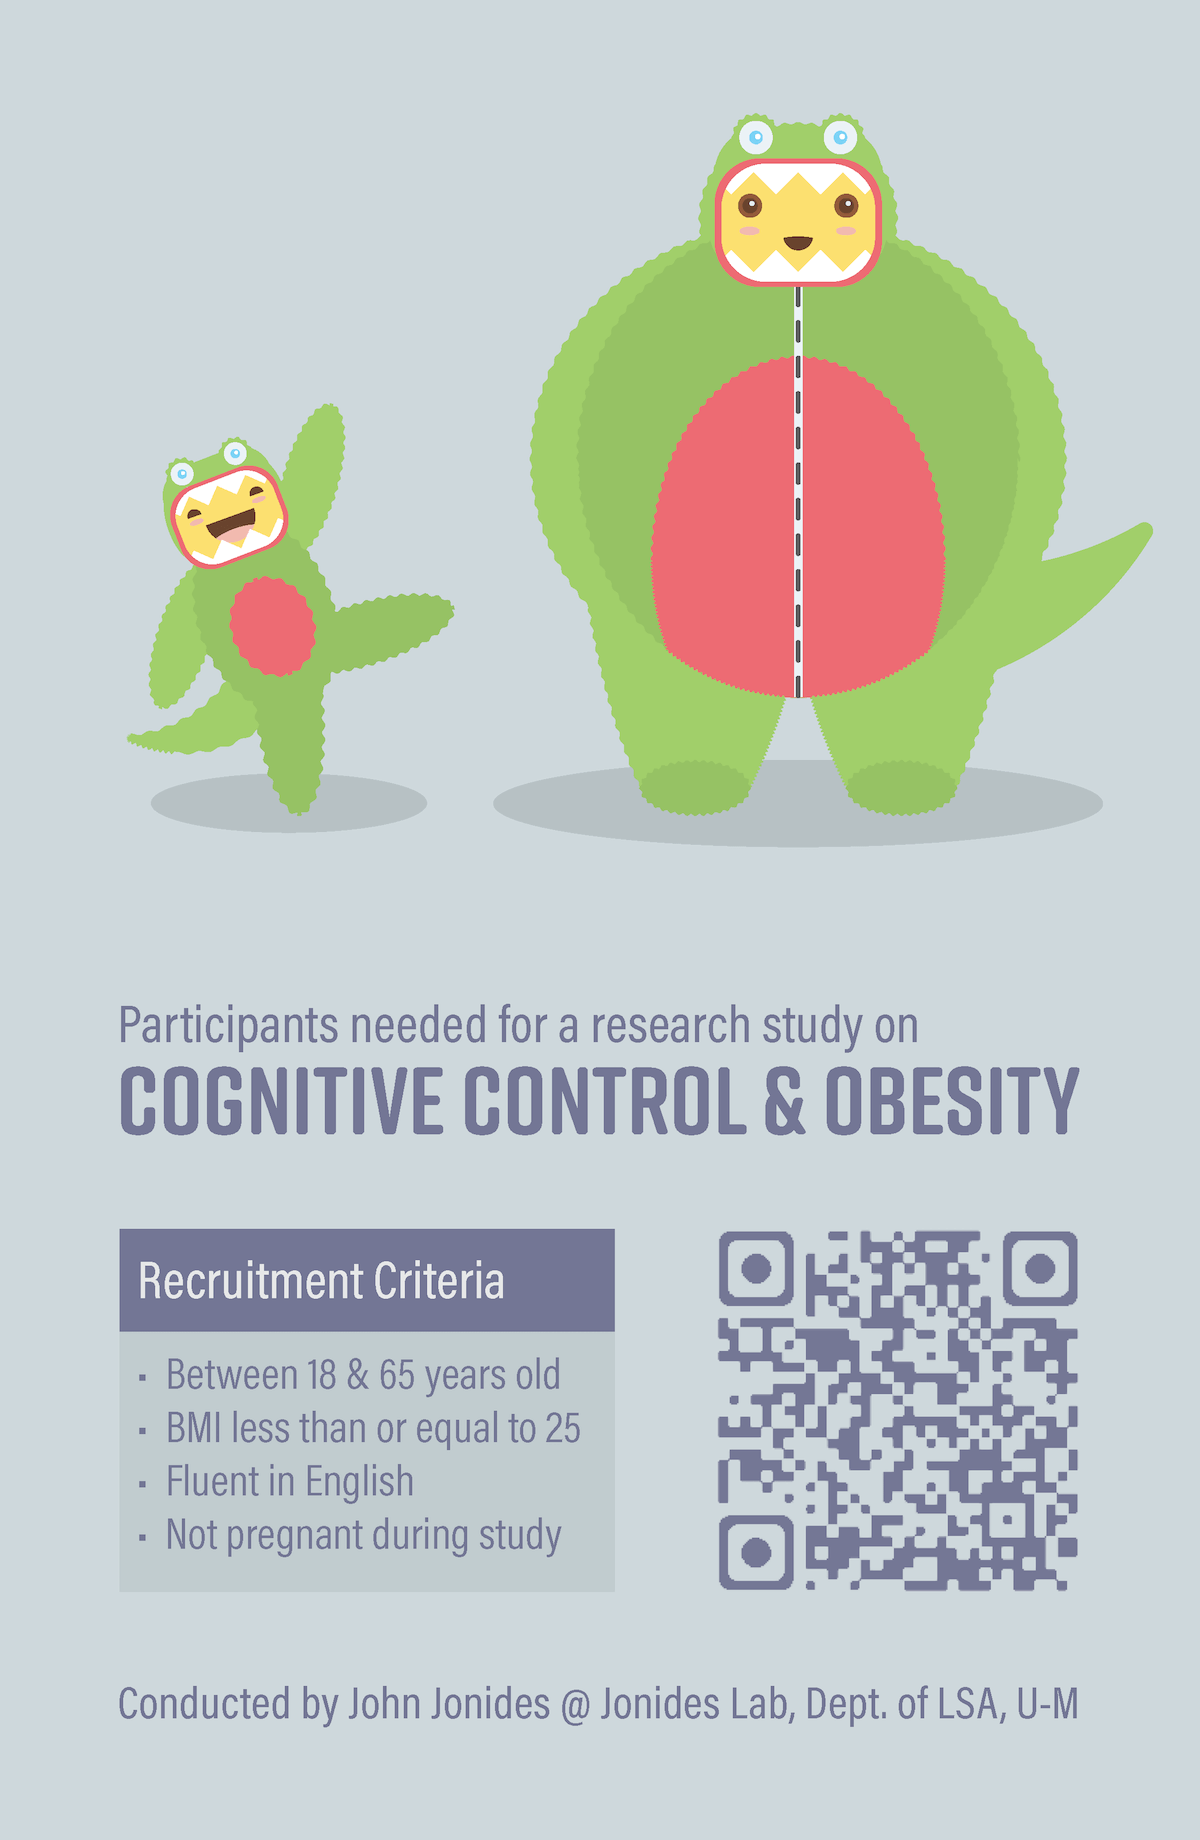 Participants needed for a research study on
COGNITIVE CONTROL & OBESITY
Recruitment Criteria
· Between 18 & 65 years old
· BMI less than or equal to 25
· Fluent in English
· Not pregnant during study
Conducted by John Jonides @ Jonides Lab, Dept. of LSA, U-M